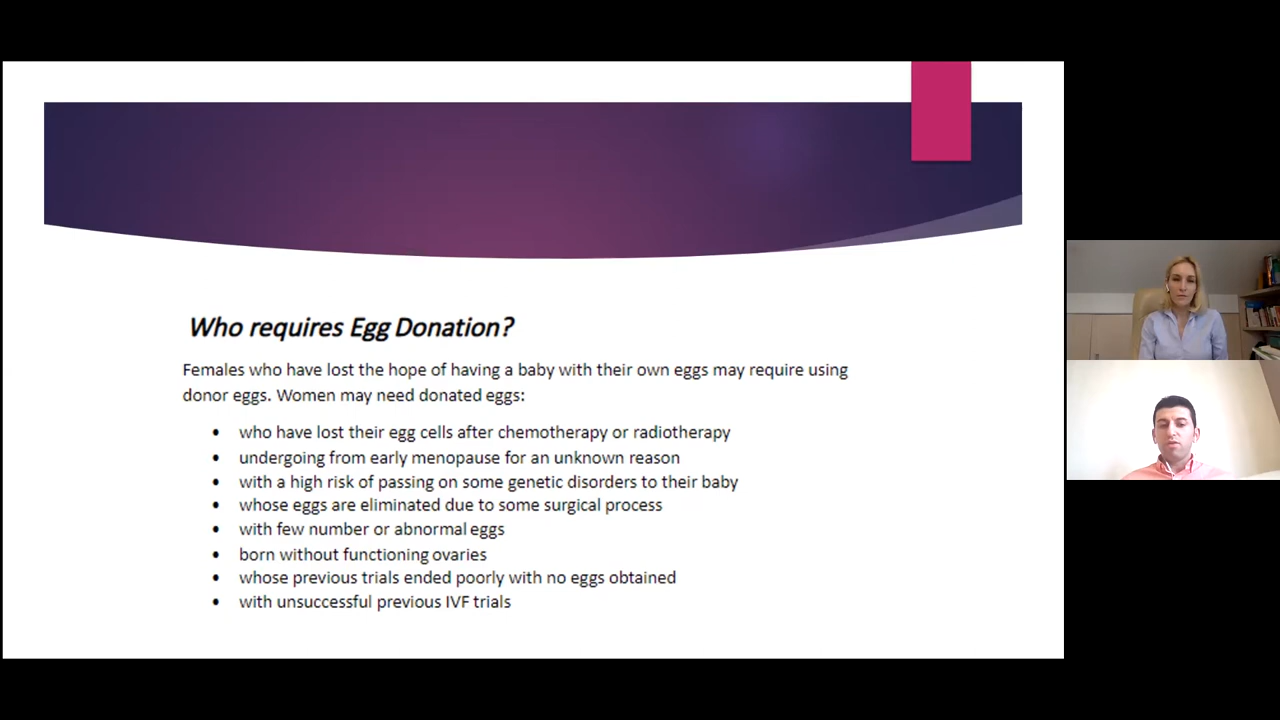 Who requires Egg Donation?
Females who have lost the hope of having a baby with their own eggs may require using
donor eggs. Women may need donated eggs:
• who have lost their egg cells after chemotherapy or radiotherapy
• undergoing from early menopause for an unknown reason
• with a high risk of passing on some genetic disorders to their baby
• whose eggs are eliminated due to some surgical process
• with few number or abnormal eggs
• born without functioning ovaries
• whose previous trials ended poorly with no eggs obtained
• with unsuccessful previous IVF trials